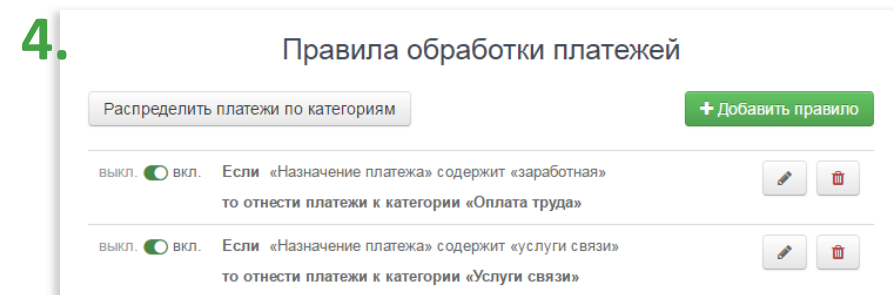 4.
Правила обработки платежей
Распределить платежи по категориям
+ Добавить правило
выкл. вкл. Если «Назначение платежа» содержит «заработная»
то отнести платежи к категории «Оплата труда»
выкл. вкл. Если «Назначение платежа» содержит «услуги связи»
то отнести платежи к категории «Услуги связи»